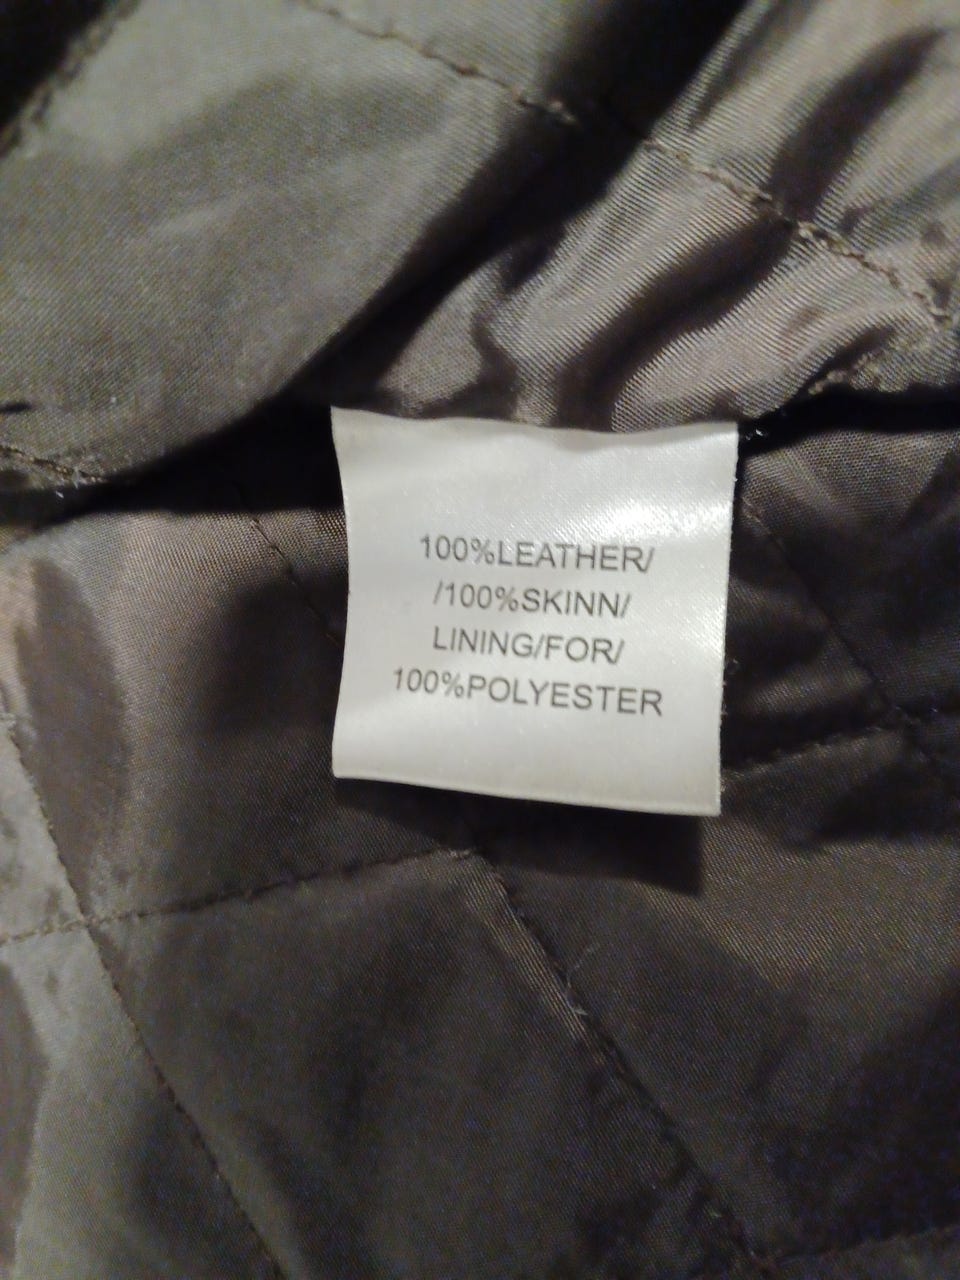 100%LEATHER/
/100%SKINN/
LINING/FOR/
100%POLYESTER